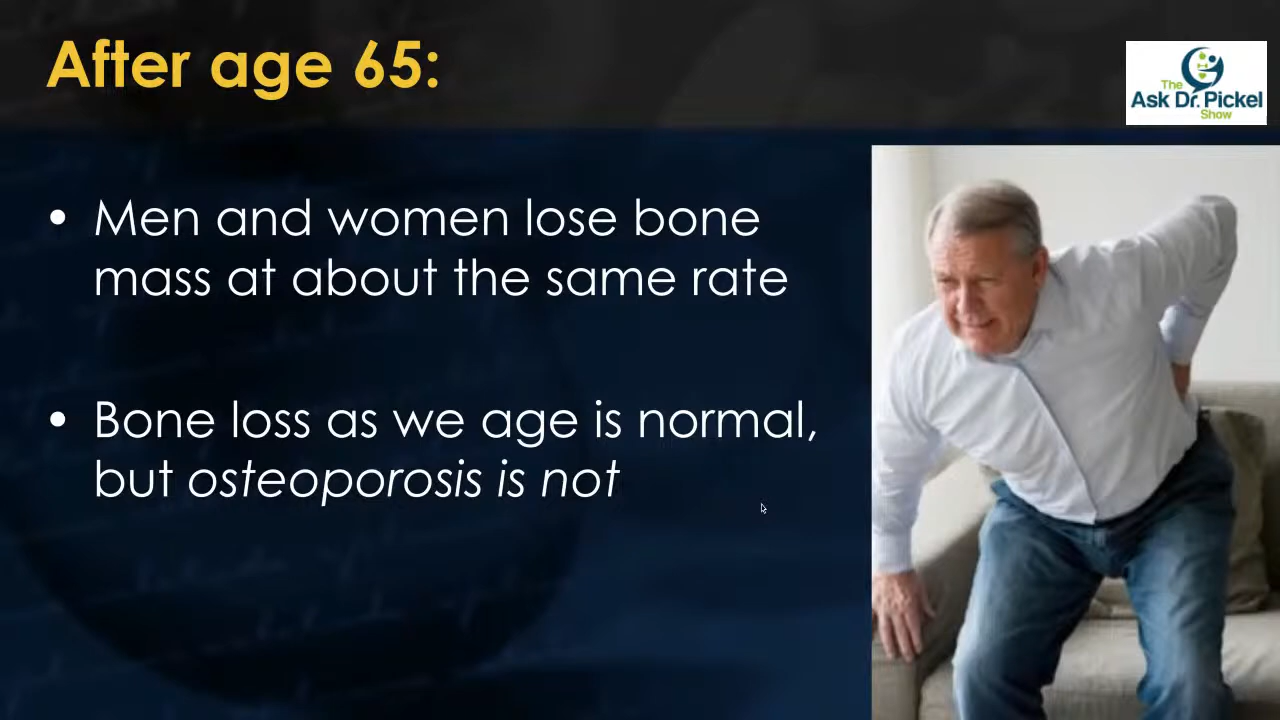 After age 65:
The
Ask Dr. Pickel
Show
• Men and women lose bone
mass at about the same rate
• Bone loss as we age is normal,
but osteoporosis is not